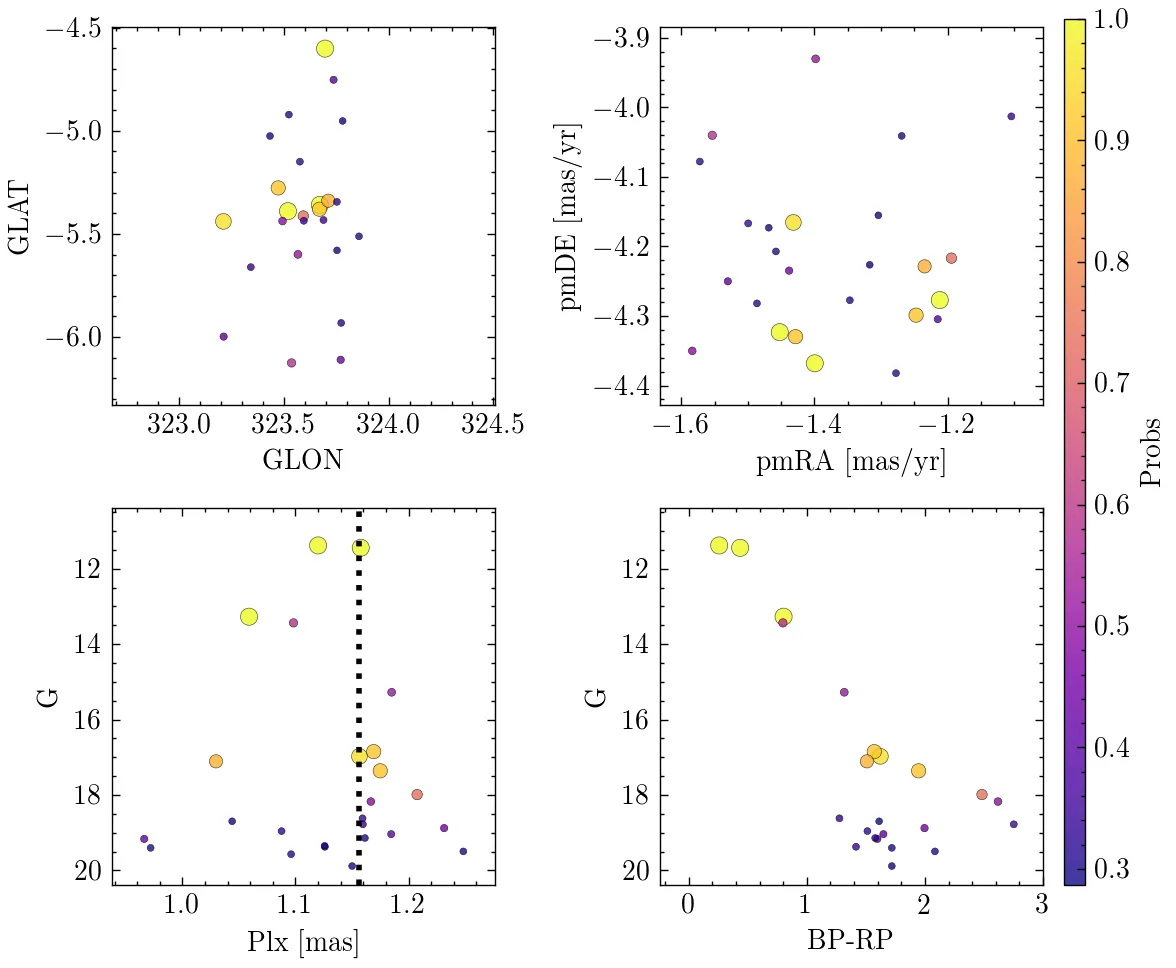 −4.5
−5.0
−5.5
−6.0
GLAT
323.0 323.5 324.0 324.5
GLON
−3.9
−4.0
−4.1
−4.2
−4.3
−4.4
pmDE [mas/yr]
−1.6 −1.4 −1.2
pmRA [mas/yr]
12
14
16
18
20
G
1.0 1.1 1.2
Plx [mas]
12
14
16
18
20
G
0 1 2 3
BP-RP
1.0
0.9
0.8
0.7
0.6
0.5
0.4
0.3
Probs